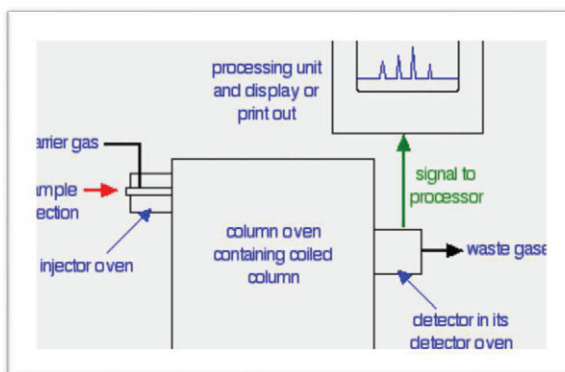 processing unit
and display or
print out
arrier gas
signal to
processor
ample
ection
column oven
containing coiled
column
waste gase
injector oven
detector in its
detector oven